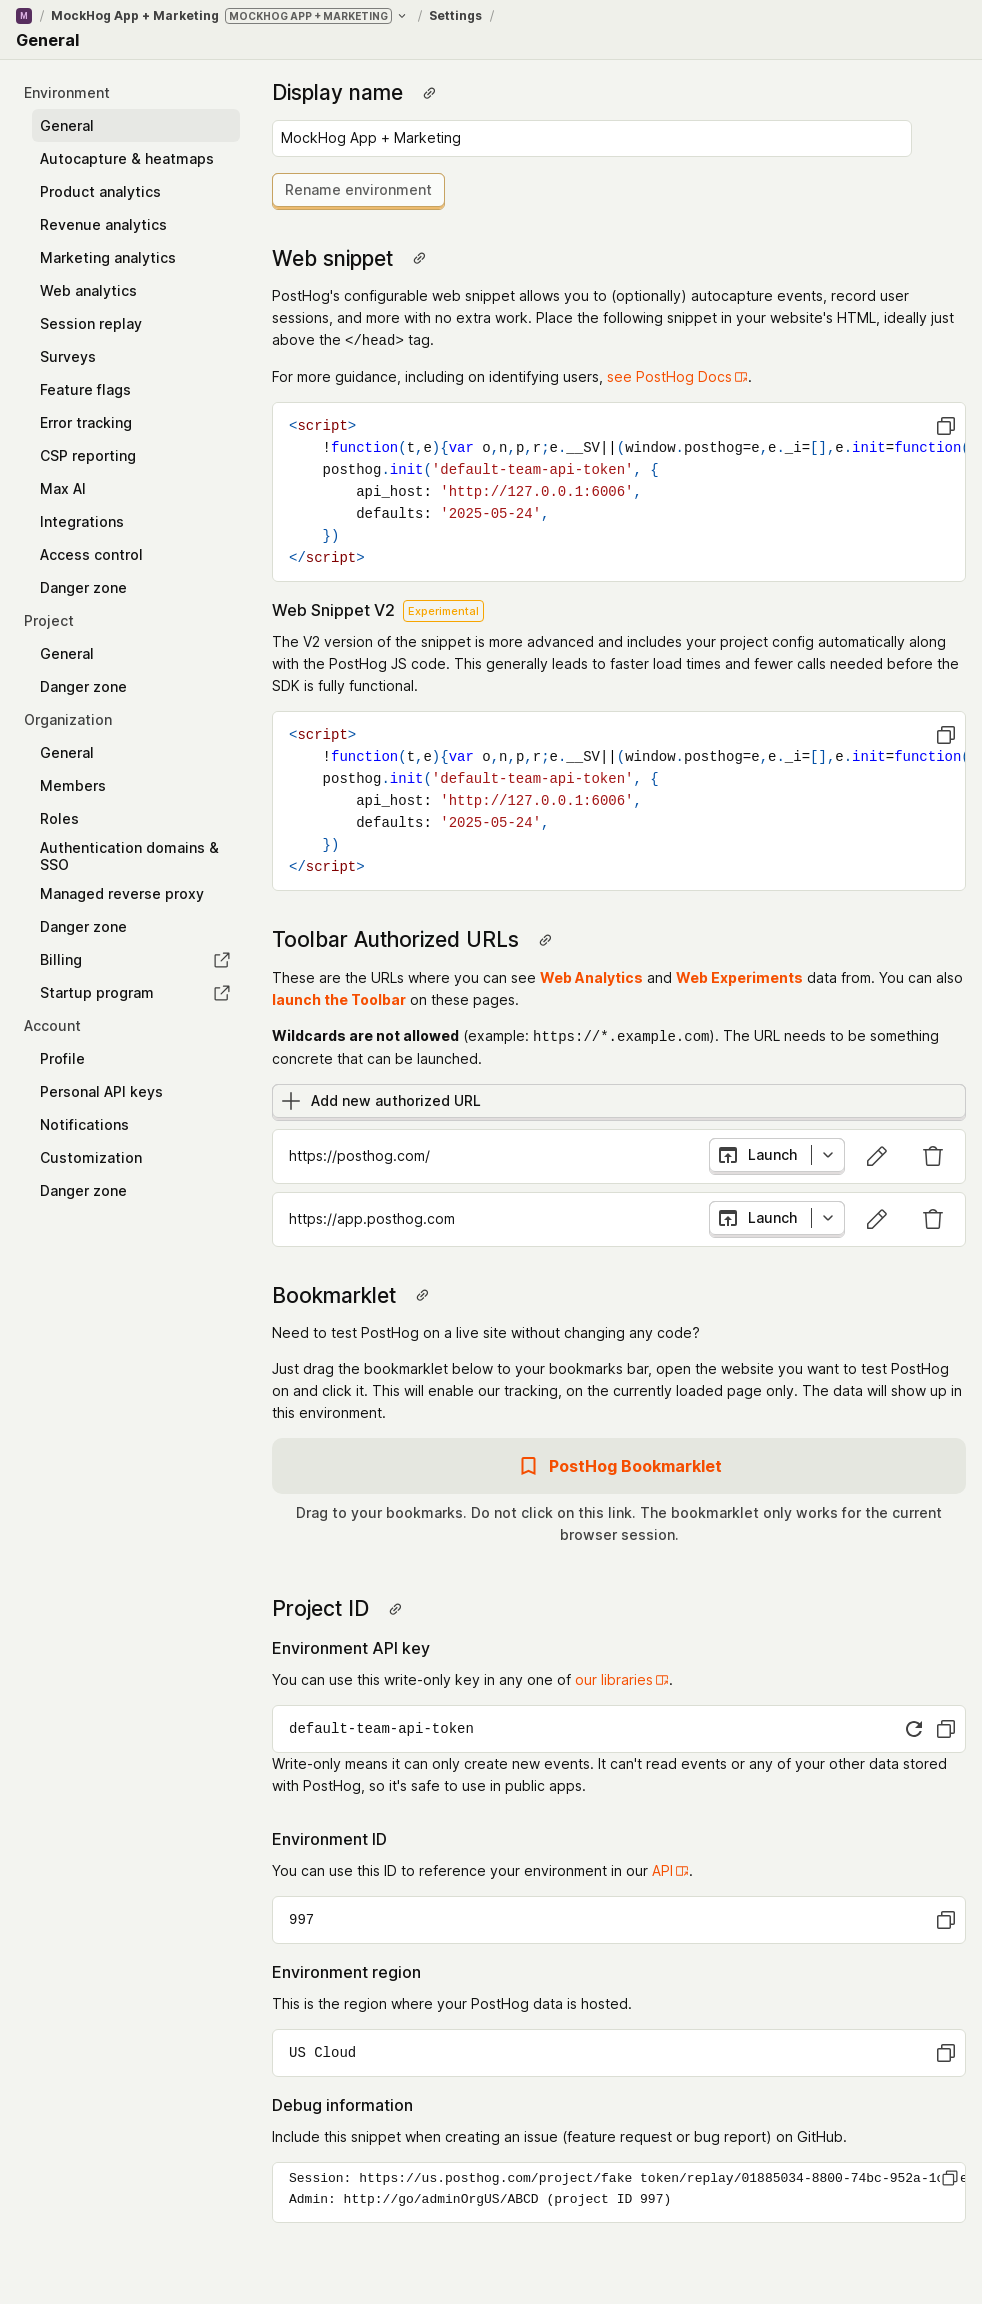 M / MockHog App + Marketing MOCKHOG APP + MARKETING / Settings /
General
Environment
General
Autocapture & heatmaps
Product analytics
Revenue analytics
Marketing analytics
Web analytics
Session replay
Surveys
Feature flags
Error tracking
CSP reporting
Max AI
Integrations
Access control
Danger zone
Project
General
Danger zone
Organization
General
Members
Roles
Authentication domains &
SSO
Managed reverse proxy
Danger zone
Billing
Startup program
Account
Profile
Personal API keys
Notifications
Customization
Danger zone
Display name
MockHog App + Marketing
Rename environment
Web snippet
PostHog's configurable web snippet allows you to (optionally) autocapture events, record user
sessions, and more with no extra work. Place the following snippet in your website's HTML, ideally just
above the </head> tag.
For more guidance, including on identifying users, see PostHog Docs.
<script>
!function(t,e){var o,n,p,r;e.__SV||(window.posthog=e,e._i=[],e.init=function(
posthog.init('default-team-api-token', {
api_host: 'http://127.0.0.1:6006',
defaults: '2025-05-24',
})
</script>
Web Snippet V2 Experimental
The V2 version of the snippet is more advanced and includes your project config automatically along
with the PostHog JS code. This generally leads to faster load times and fewer calls needed before the
SDK is fully functional.
<script>
!function(t,e){var o,n,p,r;e.__SV||(window.posthog=e,e._i=[],e.init=function(
posthog.init('default-team-api-token', {
api_host: 'http://127.0.0.1:6006',
defaults: '2025-05-24',
})
</script>
Toolbar Authorized URLs
These are the URLs where you can see Web Analytics and Web Experiments data from. You can also
launch the Toolbar on these pages.
Wildcards are not allowed (example: https://*.example.com). The URL needs to be something
concrete that can be launched.
Add new authorized URL
https://posthog.com/ Launch
https://app.posthog.com Launch
Bookmarklet
Need to test PostHog on a live site without changing any code?
Just drag the bookmarklet below to your bookmarks bar, open the website you want to test PostHog
on and click it. This will enable our tracking, on the currently loaded page only. The data will show up in
this environment.
PostHog Bookmarklet
Drag to your bookmarks. Do not click on this link. The bookmarklet only works for the current
browser session.
Project ID
Environment API key
You can use this write-only key in any one of our libraries.
default-team-api-token
Write-only means it can only create new events. It can't read events or any of your other data stored
with PostHog, so it's safe to use in public apps.
Environment ID
You can use this ID to reference your environment in our API.
997
Environment region
This is the region where your PostHog data is hosted.
US Cloud
Debug information
Include this snippet when creating an issue (feature request or bug report) on GitHub.
Session: https://us.posthog.com/project/fake token/replay/01885034-8800-74bc-952a-1
Admin: http://go/adminOrgUS/ABCD (project ID 997)